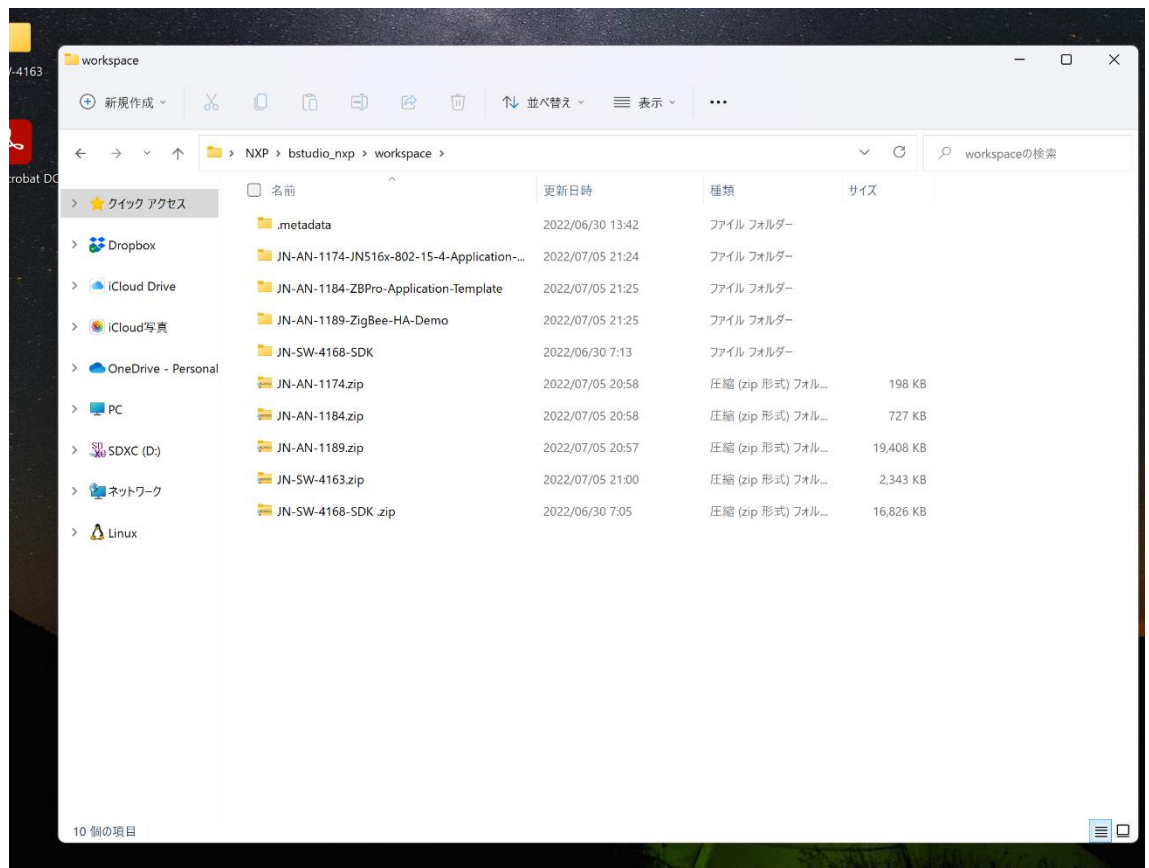 /-4163
crobat DC
workspace
新規作成
並べ替え
表示
NXP > bstudio_nxp > workspace >
workspaceの検索
クイック アクセス
Dropbox
iCloud Drive
iCloud写真
OneDrive - Personal
PC
SDXC (D:)
ネットワーク
Linux
名前 更新日時 種類 サイズ
.metadata 2022/06/30 13:42 ファイル フォルダー
JN-AN-1174-JN516x-802-15-4-Application-... 2022/07/05 21:24 ファイル フォルダー
JN-AN-1184-ZBPro-Application-Template 2022/07/05 21:25 ファイル フォルダー
JN-AN-1189-ZigBee-HA-Demo 2022/07/05 21:25 ファイル フォルダー
JN-SW-4168-SDK 2022/06/30 7:13 ファイル フォルダー
JN-AN-1174.zip 2022/07/05 20:58 圧縮 (zip 形式) フォル... 198 KB
JN-AN-1184.zip 2022/07/05 20:58 圧縮 (zip 形式) フォル... 727 KB
JN-AN-1189.zip 2022/07/05 20:57 圧縮 (zip 形式) フォル... 19,408 KB
JN-SW-4163.zip 2022/07/05 21:00 圧縮 (zip 形式) フォル... 2,343 KB
JN-SW-4168-SDK .zip 2022/06/30 7:05 圧縮 (zip 形式) フォル... 16,826 KB
10 個の項目